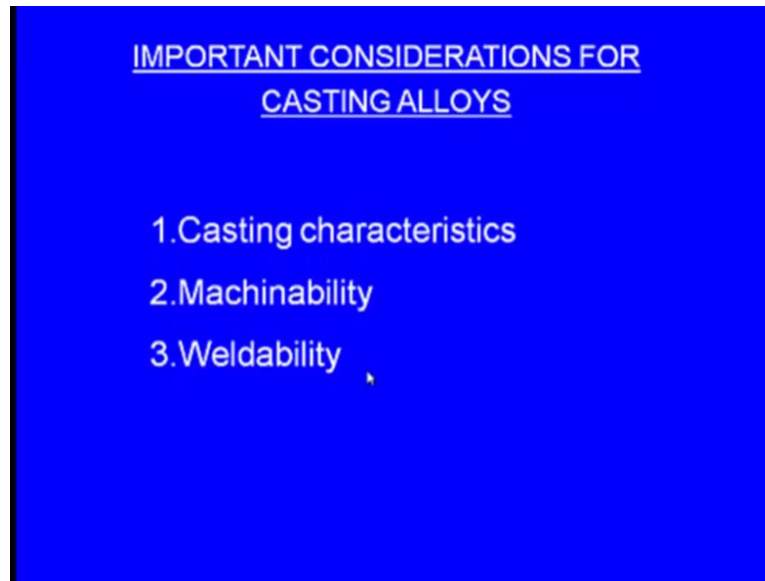 IMPORTANT CONSIDERATIONS FOR
CASTING ALLOYS
1.Casting characteristics
2.Machinability
3.Weldability